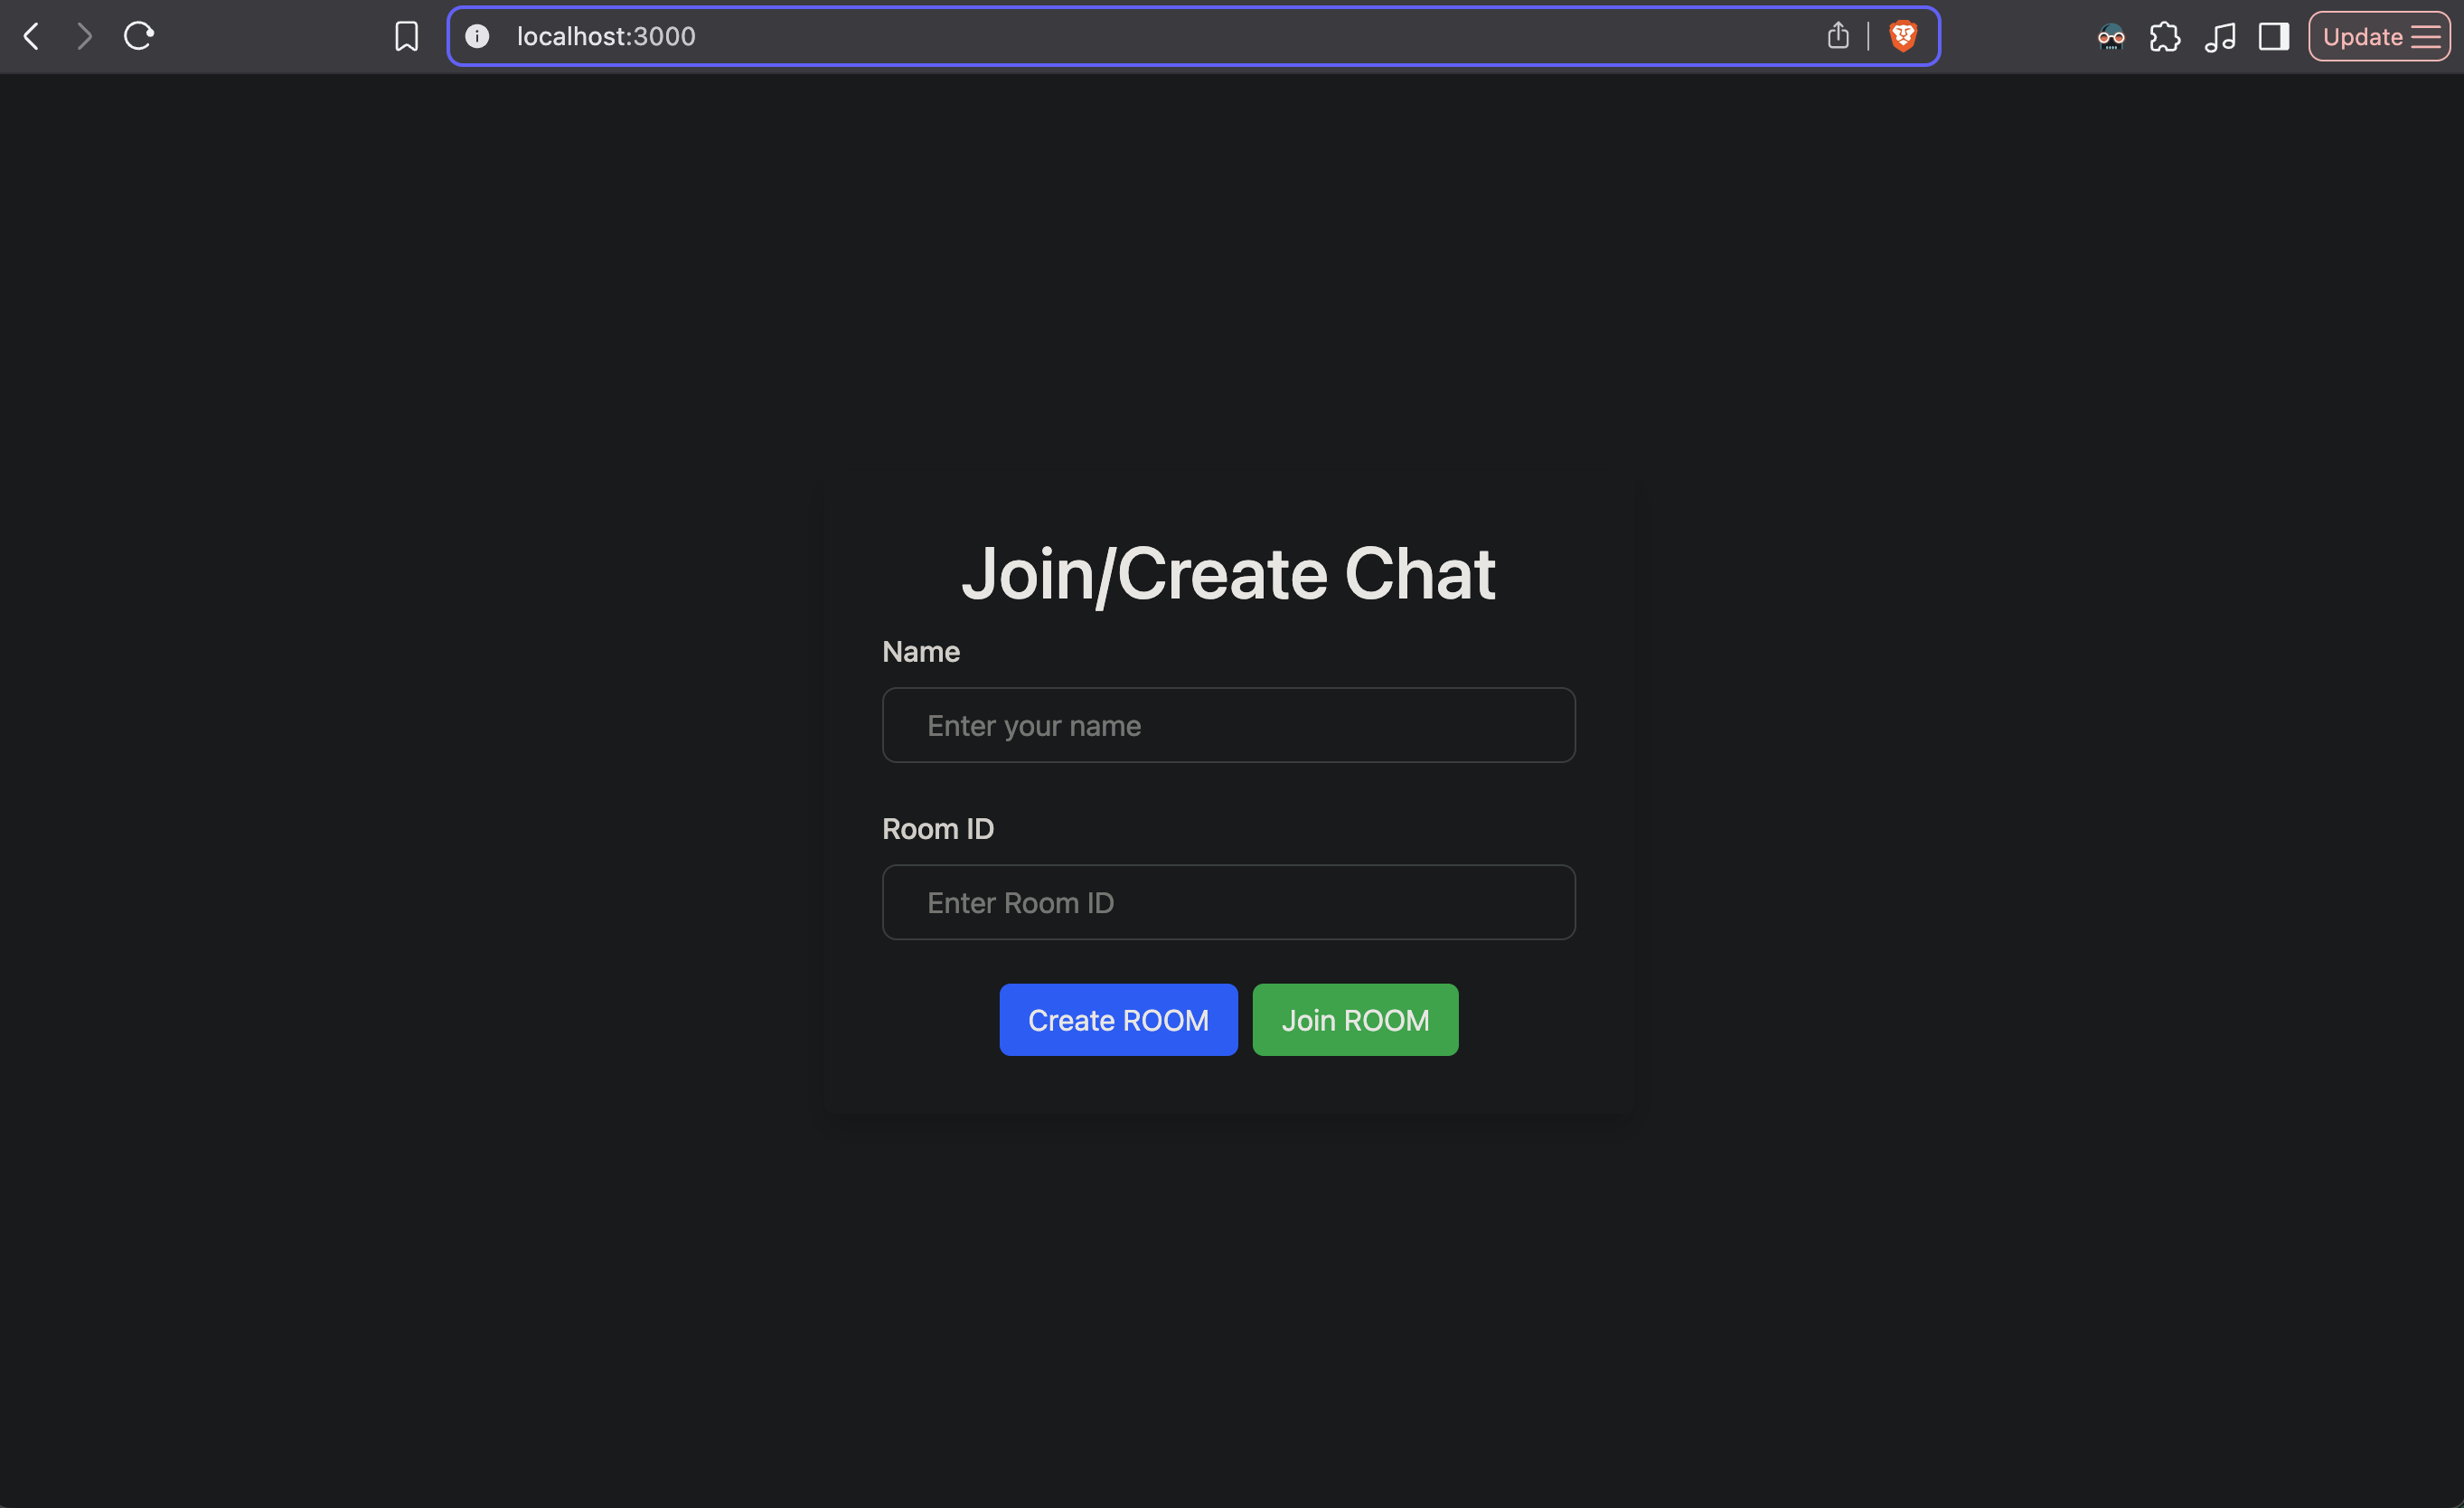 localhost:3000
Update
Join/Create Chat
Name
Enter your name
Room ID
Enter Room ID
Create ROOM
Join ROOM